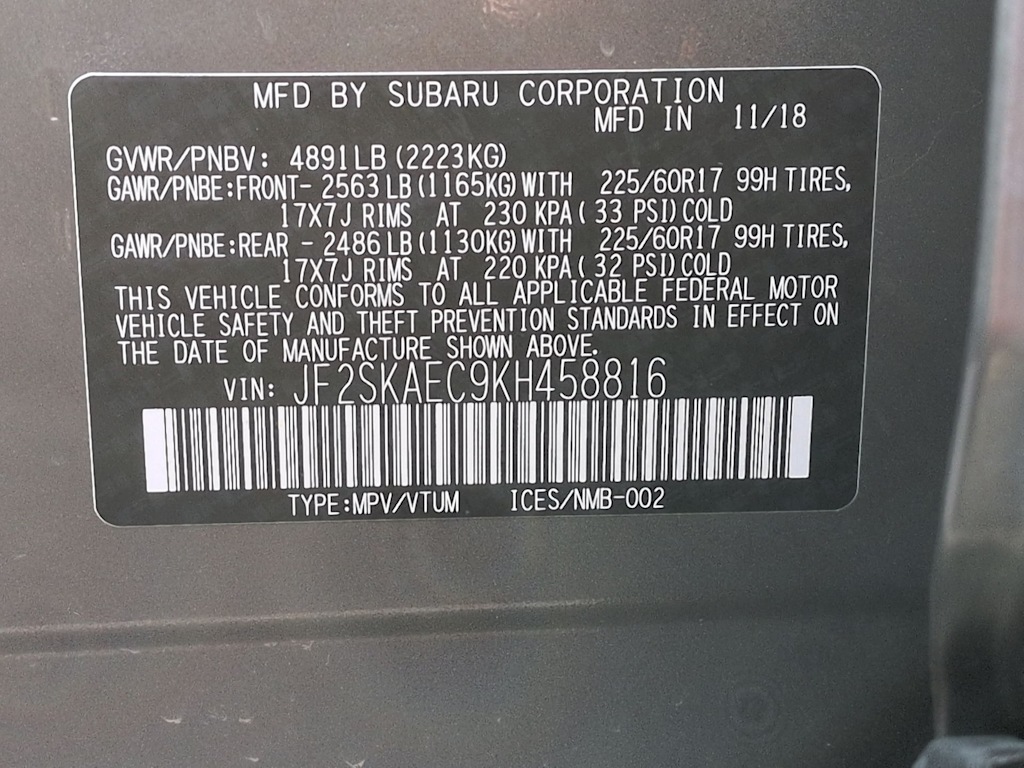 MFD BY SUBARU CORPORATION
MFD IN 11/18
GVWR/PNBV: 4891LB (2223KG)
GAWR/PNBE:FRONT- 2563 LB (1165KG) WITH 225/60R17 99H TIRES,
17X7J RIMS AT 230 KPA ( 33 PSI) COLD
GAWR/PNBE:REAR - 2486 LB (1130KG) WITH 225/60R17 99H TIRES,
17X7J RIMS AT 220 KPA ( 32 PSI) COLD
THIS VEHICLE CONFORMS TO ALL APPLICABLE FEDERAL MOTOR
VEHICLE SAFETY AND THEFT PREVENTION STANDARDS IN EFFECT ON
THE DATE OF MANUFACTURE SHOWN ABOVE.
VIN: JF2SKAEC9KH458816
TYPE:MPV/VTUM ICES/NMB-002